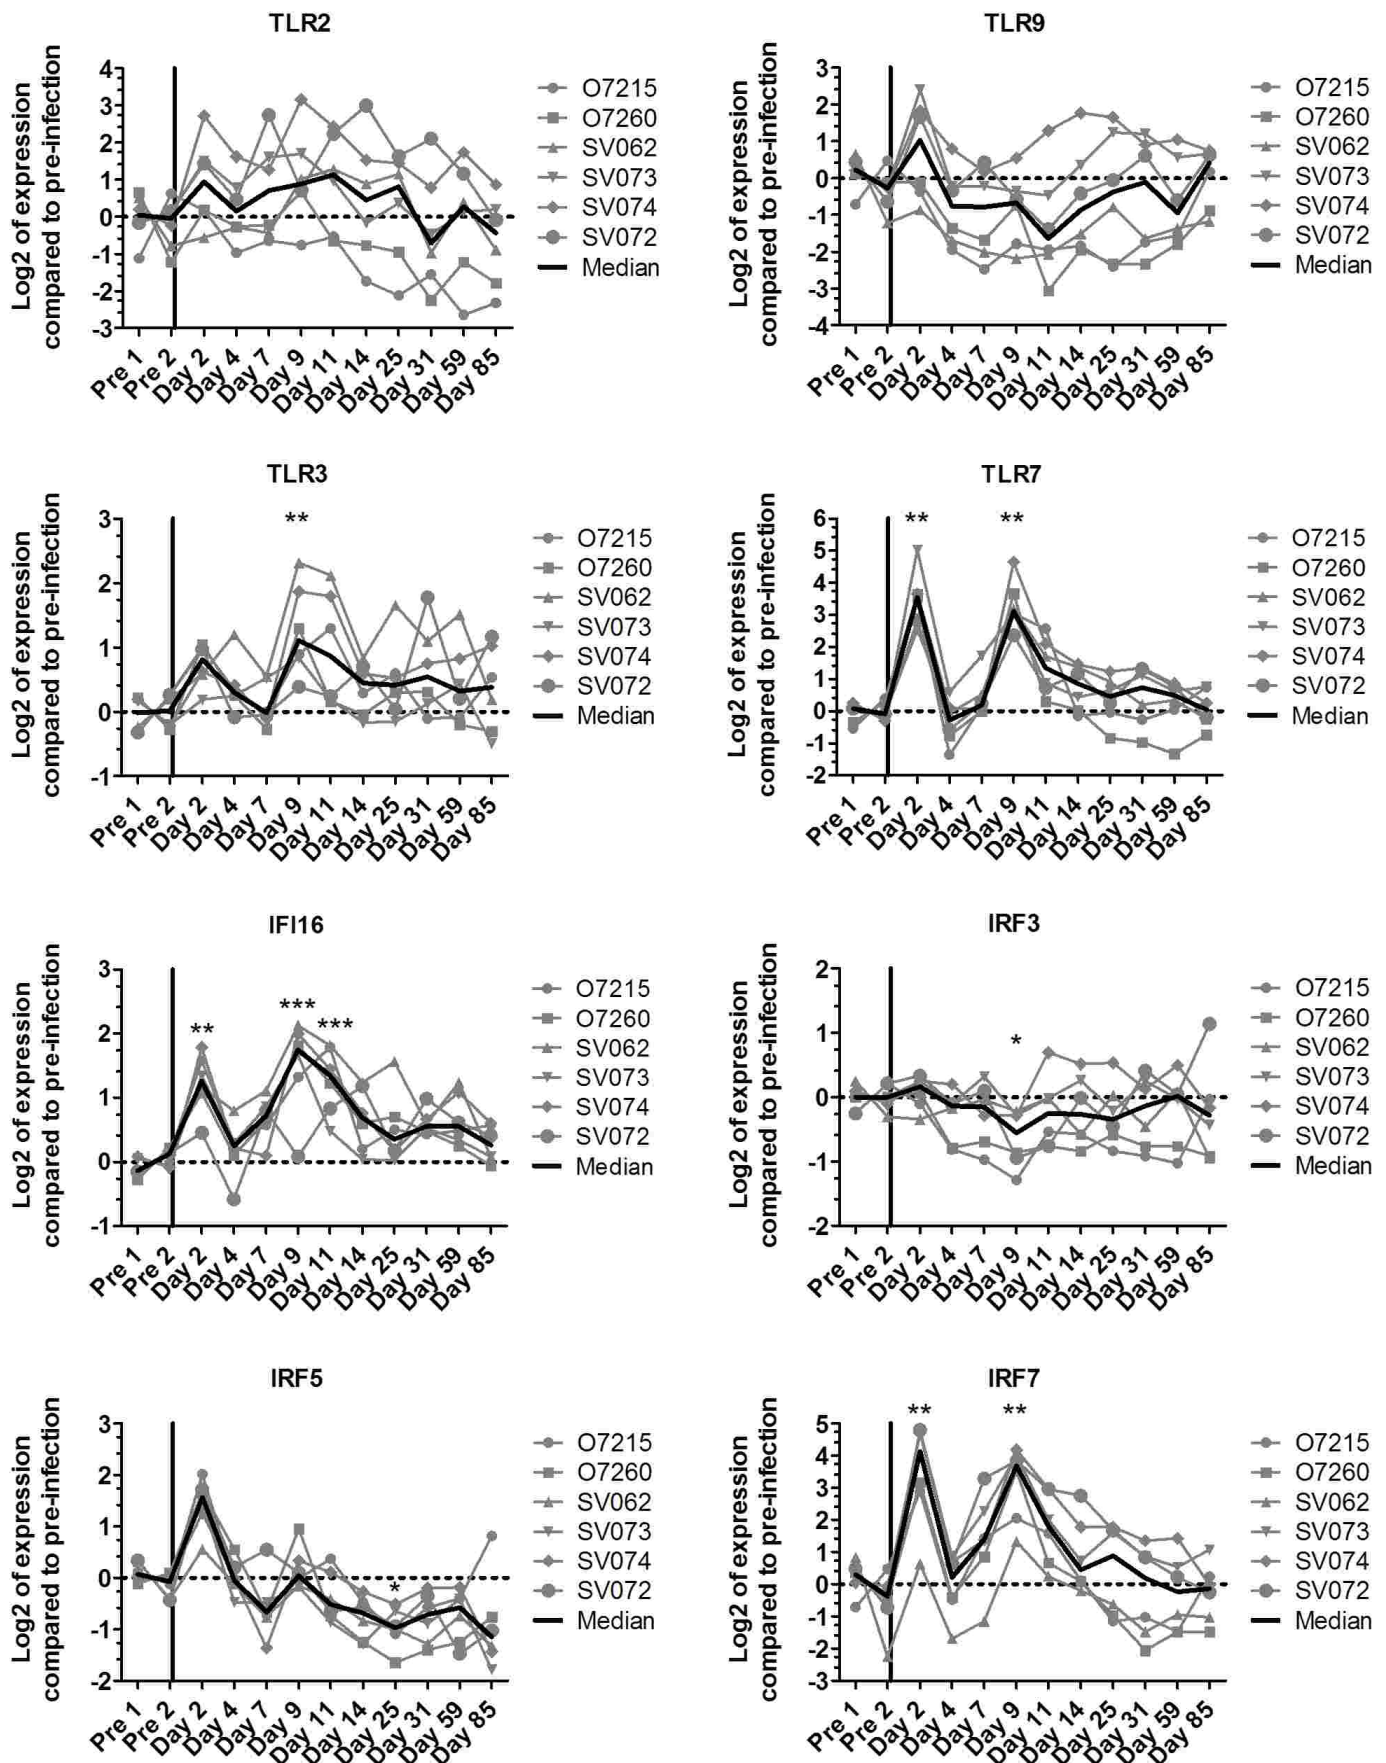 TLR2
Log2 of expression
compared to pre-infection
4
3
2
1
0
-1
-2
-3
Pre 1
Pre 2
Day 2
Day 4
Day 7
Day 9
Day 11
Day 14
Day 25
Day 31
Day 59
Day 85
O7215
O7260
SV062
SV073
SV074
SV072
Median
TLR9
Log2 of expression
compared to pre-infection
3
2
1
0
-1
-2
-3
-4
Pre 1
Pre 2
Day 2
Day 4
Day 7
Day 9
Day 11
Day 14
Day 25
Day 31
Day 59
Day 85
O7215
O7260
SV062
SV073
SV074
SV072
Median
TLR3
Log2 of expression
compared to pre-infection
3
2
1
0
-1
**
Pre 1
Pre 2
Day 2
Day 4
Day 7
Day 9
Day 11
Day 14
Day 25
Day 31
Day 59
Day 85
O7215
O7260
SV062
SV073
SV074
SV072
Median
TLR7
Log2 of expression
compared to pre-infection
6
5
4
3
2
1
0
-1
-2
** **
Pre 1
Pre 2
Day 2
Day 4
Day 7
Day 9
Day 11
Day 14
Day 25
Day 31
Day 59
Day 85
O7215
O7260
SV062
SV073
SV074
SV072
Median
IFI16
Log2 of expression
compared to pre-infection
3
2
1
0
-1
** *** ***
Pre 1
Pre 2
Day 2
Day 4
Day 7
Day 9
Day 11
Day 14
Day 25
Day 31
Day 59
Day 85
O7215
O7260
SV062
SV073
SV074
SV072
Median
IRF3
Log2 of expression
compared to pre-infection
2
1
0
-1
-2
*
Pre 1
Pre 2
Day 2
Day 4
Day 7
Day 9
Day 11
Day 14
Day 25
Day 31
Day 59
Day 85
O7215
O7260
SV062
SV073
SV074
SV072
Median
IRF5
Log2 of expression
compared to pre-infection
3
2
1
0
-1
-2
*
Pre 1
Pre 2
Day 2
Day 4
Day 7
Day 9
Day 11
Day 14
Day 25
Day 31
Day 59
Day 85
O7215
O7260
SV062
SV073
SV074
SV072
Median
IRF7
Log2 of expression
compared to pre-infection
5
4
3
2
1
0
-1
-2
-3
** **
Pre 1
Pre 2
Day 2
Day 4
Day 7
Day 9
Day 11
Day 14
Day 25
Day 31
Day 59
Day 85
O7215
O7260
SV062
SV073
SV074
SV072
Median